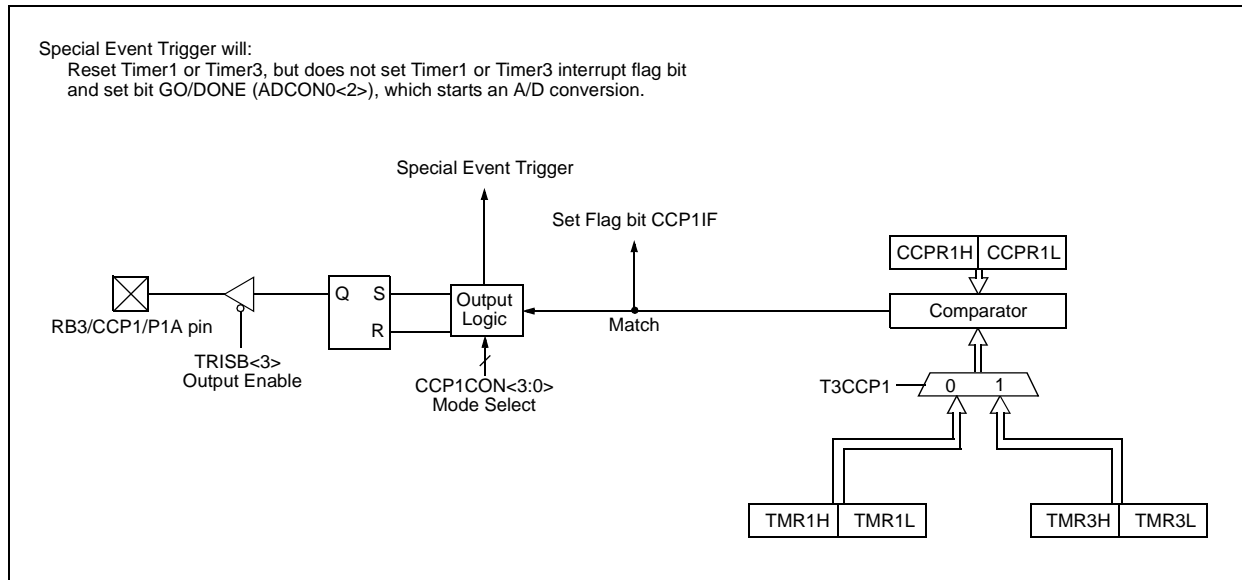 Special Event Trigger will:
Reset Timer1 or Timer3, but does not set Timer1 or Timer3 interrupt flag bit
and set bit GO/DONE (ADCON0<2>), which starts an A/D conversion.
Special Event Trigger
Set Flag bit CCP1IF
CCPR1H CCPR1L
Q S
R
Output
Logic
Comparator
RB3/CCP1/P1A pin
Match
TRISB<3>
Output Enable
CCP1CON<3:0>
Mode Select
T3CCP1
0 1
TMR1H TMR1L
TMR3H TMR3L